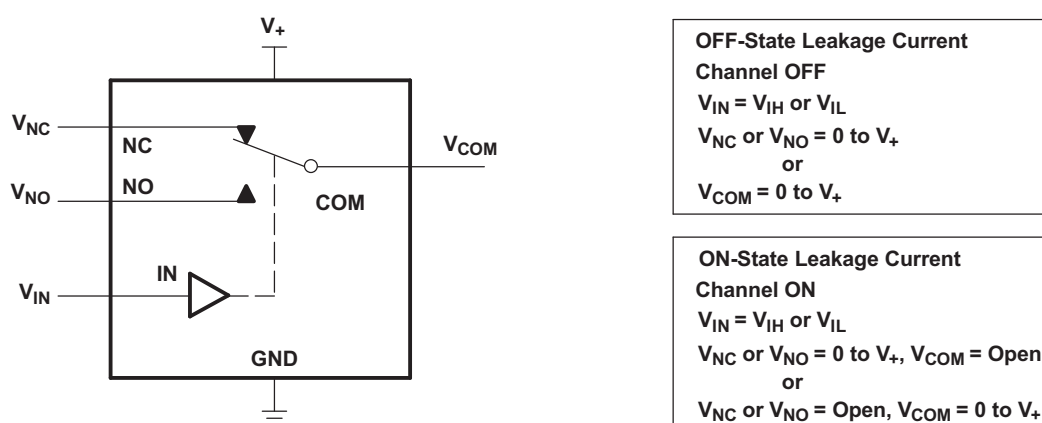 V+
VNC
NC
VNO
NO
VCOM
COM
IN
VIN
GND
OFF-State Leakage Current
Channel OFF
VIN = VIH or VIL
VNC or VNO = 0 to V+
or
VCOM = 0 to V+
ON-State Leakage Current
Channel ON
VIN = VIH or VIL
VNC or VNO = 0 to V+, VCOM = Open
or
VNC or VNO = Open, VCOM = 0 to V+